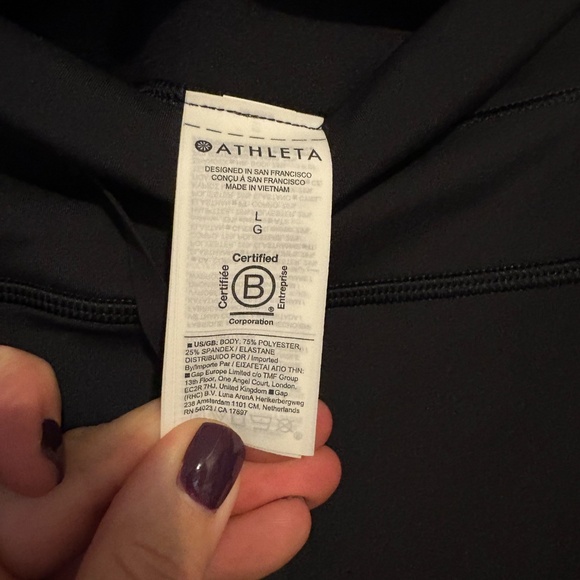 ATHLETA
DESIGNED IN SAN FRANCISCO
CONÇU À SAN FRANCISCO
MADE IN VIETNAM
L
G
Certified
Certifiée
B
Entreprise
®
Corporation
■ US/GB: BODY: 75% POLYESTER,
25% SPANDEX / ELASTANE
DISTRIBUIDO POR / Imported
By/Importé Par / ΕΙΣΑΓΕΤΑΙ ΑΠΟ ΤΗΝ:
■ Gap Europe Limited c/o TMF Group
13th Floor, One Angel Court, London,
EC2R 7HJ, United Kingdom ■ Gap
(RHC) B.V. Luna ArenA Herikerbergweg
238 Amsterdam 1101 CM. Netherlands
RN 54023 / CA 17897